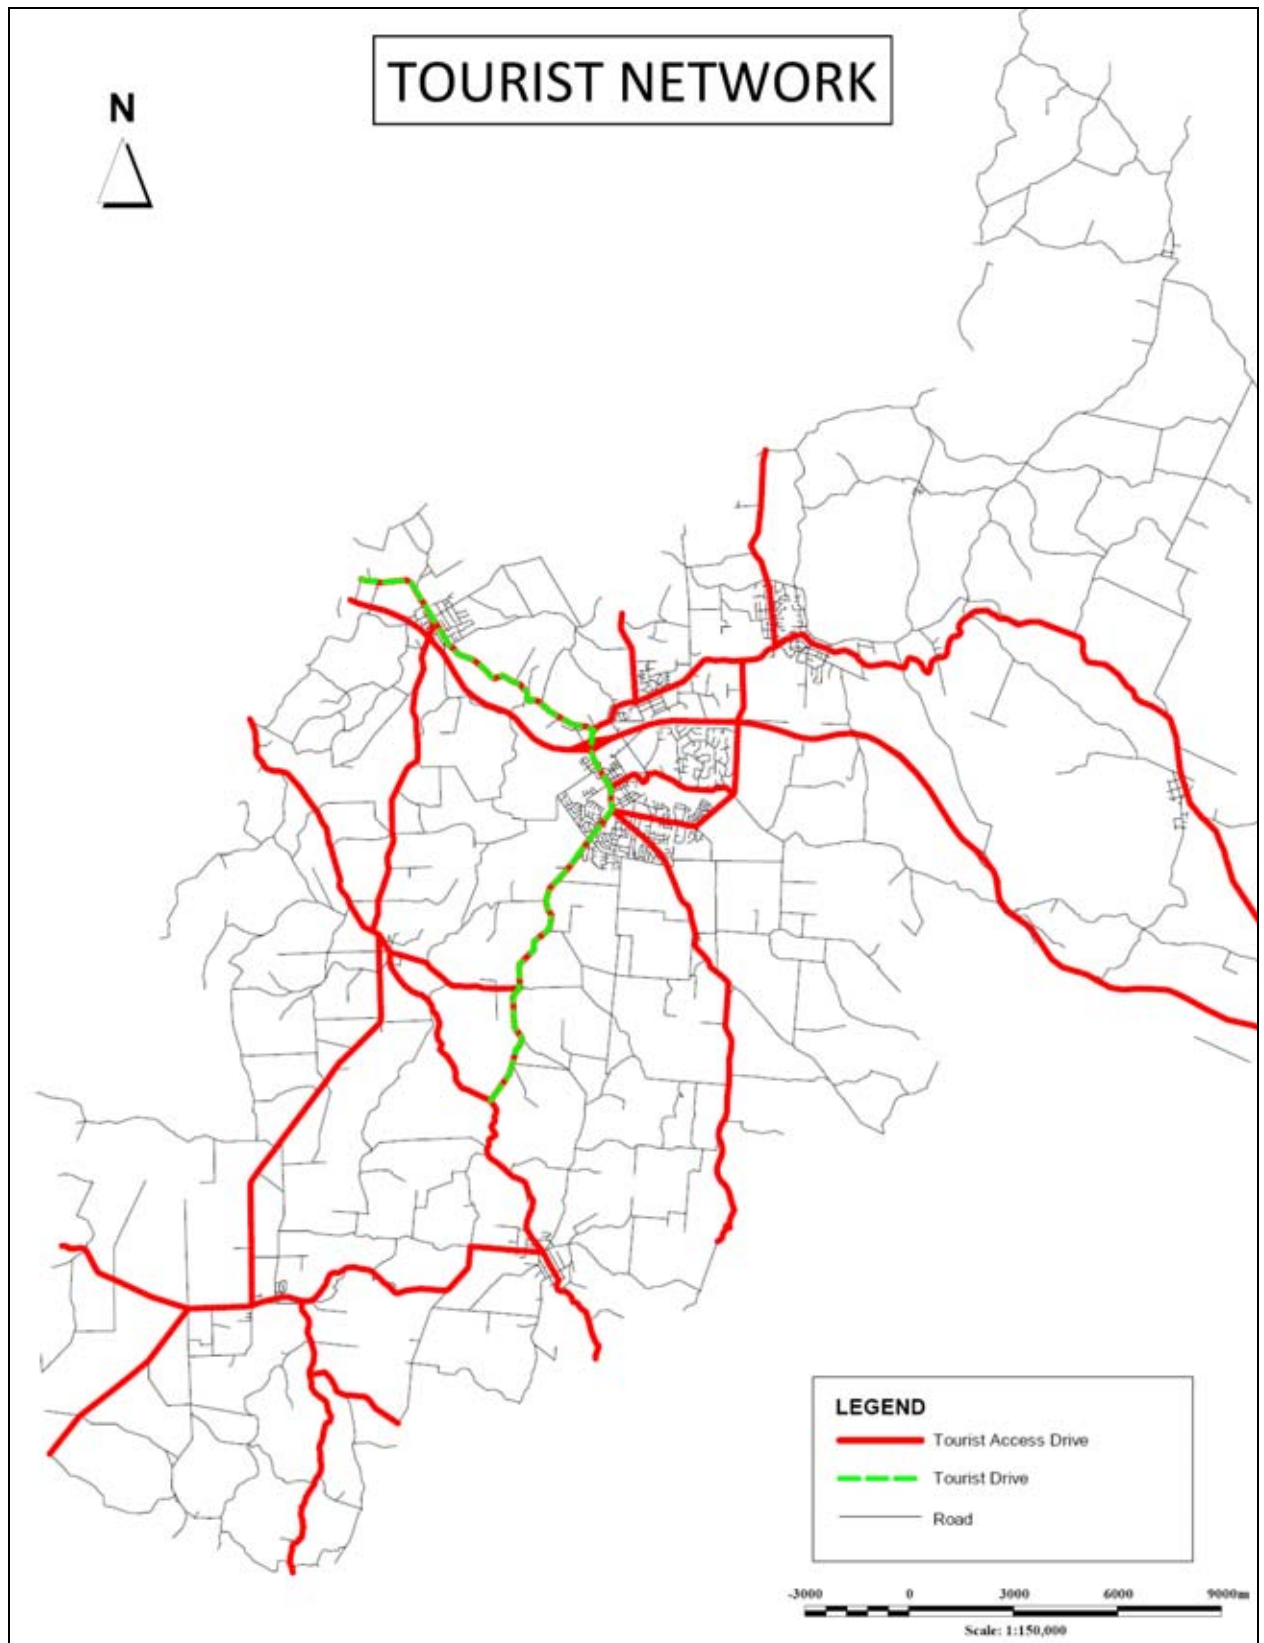 TOURIST NETWORK
N
LEGEND
Tourist Access Drive
Tourist Drive
Road
-3000 0 3000 6000 9000m
Scale: 1:150,000